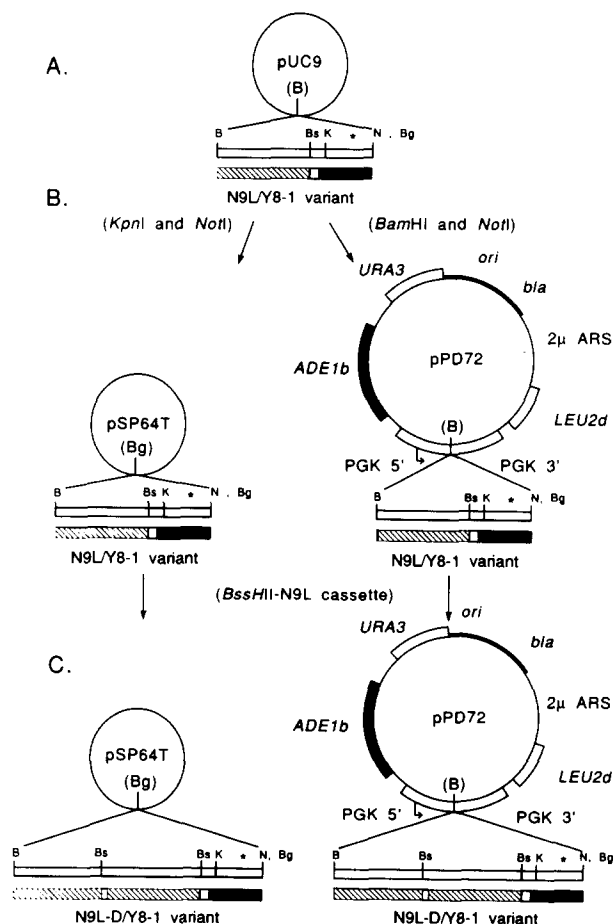 A.
pUC9
(B)
B Bs K * N, Bg
N9L/Y8-1 variant
B.
(KpnI and NotI)
(BamHI and NotI)
URA3
ori
bla
2μ ARS
ADE1b
pPD72
LEU2d
(B)
PGK 5'
PGK 3'
pSP64T
(Bg)
B Bs K * N, Bg
N9L/Y8-1 variant
B Bs K * N, Bg
N9L/Y8-1 variant
(BssHII-N9L cassette)
C.
URA3
ori
bla
2μ ARS
ADE1b
pPD72
LEU2d
(B)
PGK 5'
PGK 3'
pSP64T
(Bg)
B Bs Bs K * N, Bg
N9L-D/Y8-1 variant
B Bs Bs K * N, Bg
N9L-D/Y8-1 variant